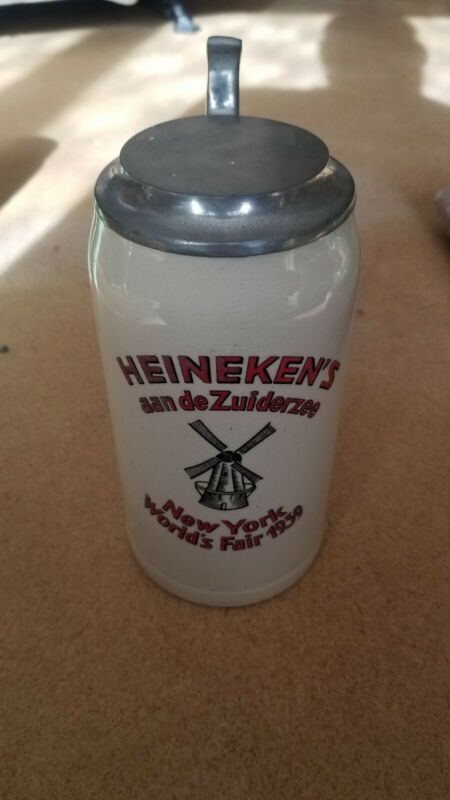 HEINEKEN'S
aan de Zuiderzee
New York
World's Fair 1939